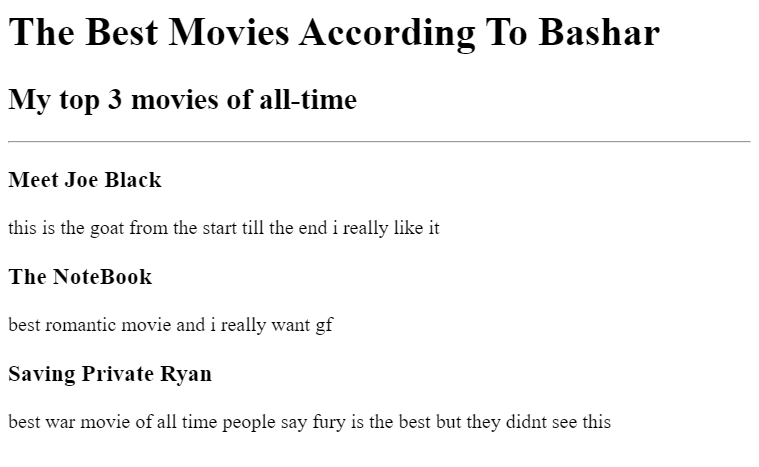 The Best Movies According To Bashar
My top 3 movies of all-time
Meet Joe Black
this is the goat from the start till the end i really like it
The NoteBook
best romantic movie and i really want gf
Saving Private Ryan
best war movie of all time people say fury is the best but they didnt see this